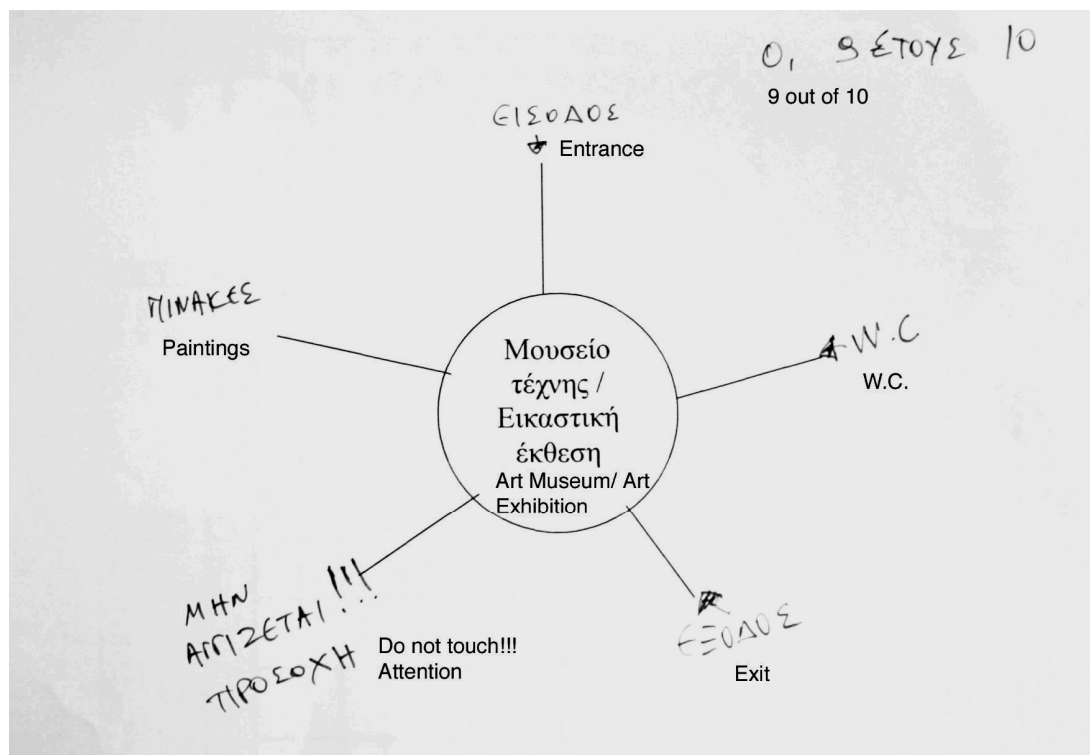 Ο, 9 ΣΤΟΥΣ 10
9 out of 10
ΕΙΣΟΔΟΣ
Entrance
ΠΙΝΑΚΕΣ
Paintings
W.C
W.C.
Μουσείο
τέχνης /
Εικαστική
έκθεση
Art Museum/ Art
Exhibition
ΜΗΝ
ΑΓΓΙΖΕΤΑΙ!!!
ΠΡΟΣΟΧΗ
Do not touch!!!
Attention
ΕΞΟΔΟΣ
Exit